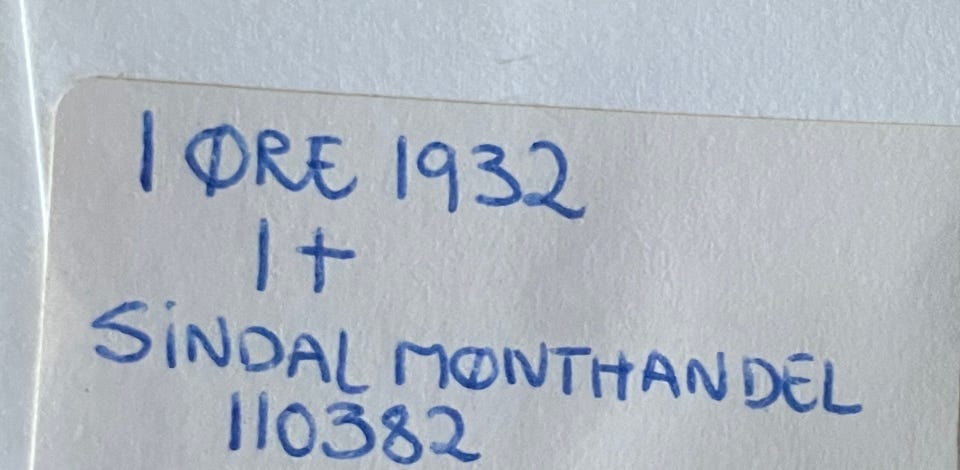 1 ØRE 1932
1+
SiNDAL MØNTHANDEL
110382